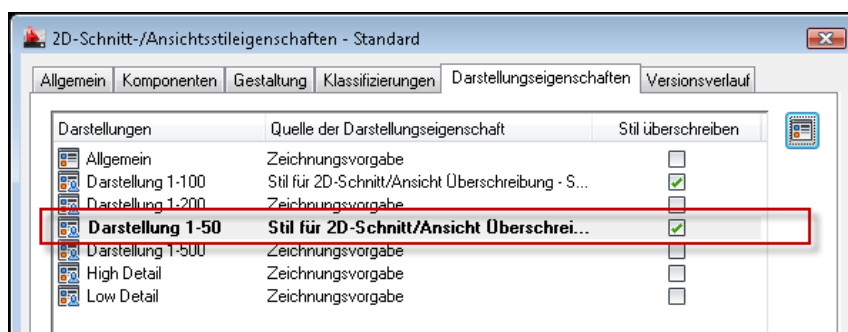 2D-Schnitt-/Ansichtsstileigenschaften - Standard
Allgemein Komponenten Gestaltung Klassifizierungen Darstellungseigenschaften Versionsverlauf
Darstellungen Quelle der Darstellungseigenschaft Stil überschreiben
Allgemein Zeichnungsvorgabe
Darstellung 1-100 Stil für 2D-Schnitt/Ansicht Überschreibung - S...
Darstellung 1-200 Zeichnungsvorgabe
Darstellung 1-50 Stil für 2D-Schnitt/Ansicht Überschrei...
Darstellung 1-500 Zeichnungsvorgabe
High Detail Zeichnungsvorgabe
Low Detail Zeichnungsvorgabe